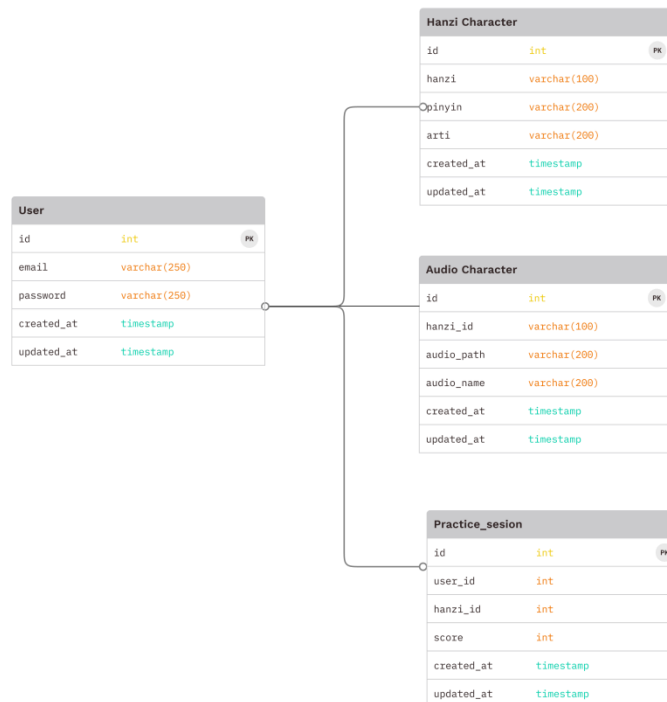 Hanzi Character
id int PK
hanzi varchar(100)
pinyin varchar(200)
arti varchar(200)
created_at timestamp
updated_at timestamp
User
id int PK
email varchar(250)
password varchar(250)
created_at timestamp
updated_at timestamp
Audio Character
id int PK
hanzi_id varchar(100)
audio_path varchar(200)
audio_name varchar(200)
created_at timestamp
updated_at timestamp
Practice_sesion
id int PK
user_id int
hanzi_id int
score int
created_at timestamp
updated_at timestamp